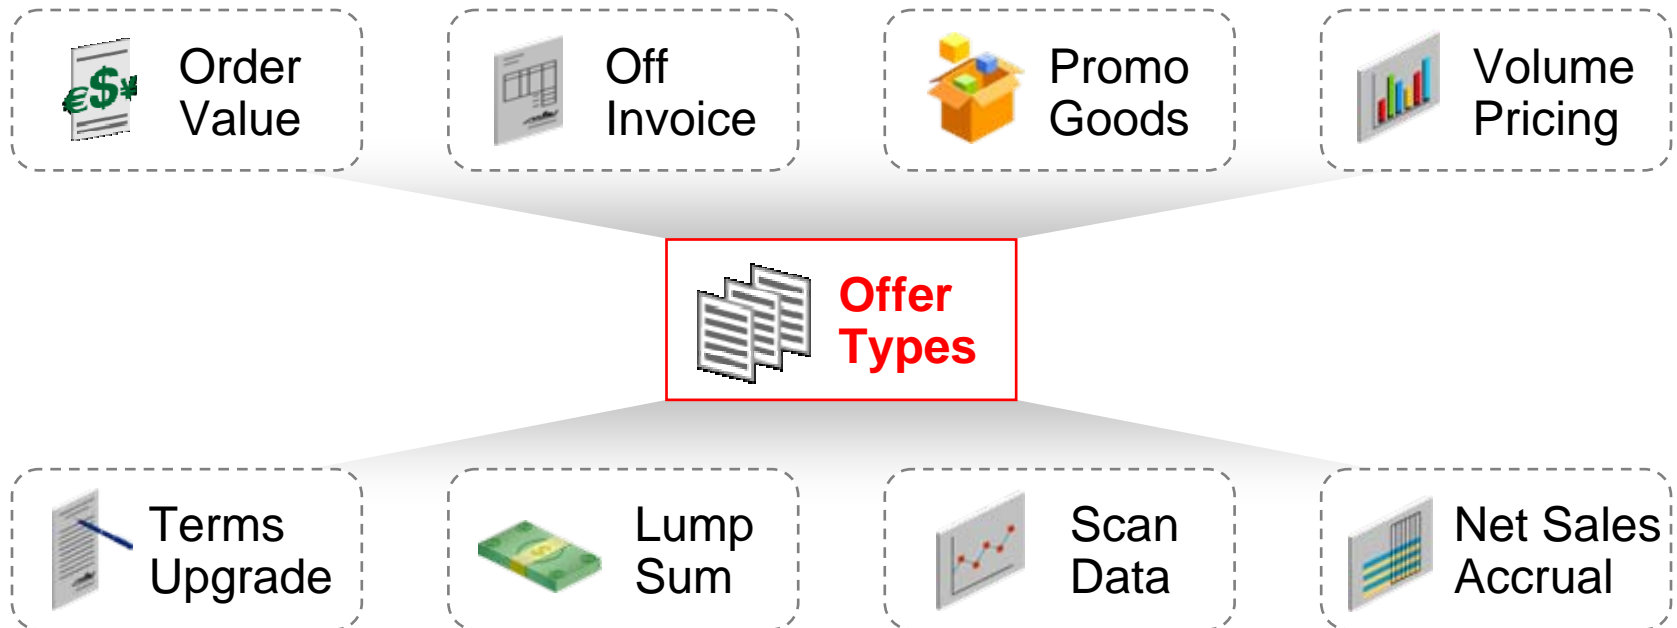 Order
Value
Off
Invoice
Promo
Goods
Volume
Pricing
Offer
Types
Terms
Upgrade
Lump
Sum
Scan
Data
Net Sales
Accrual